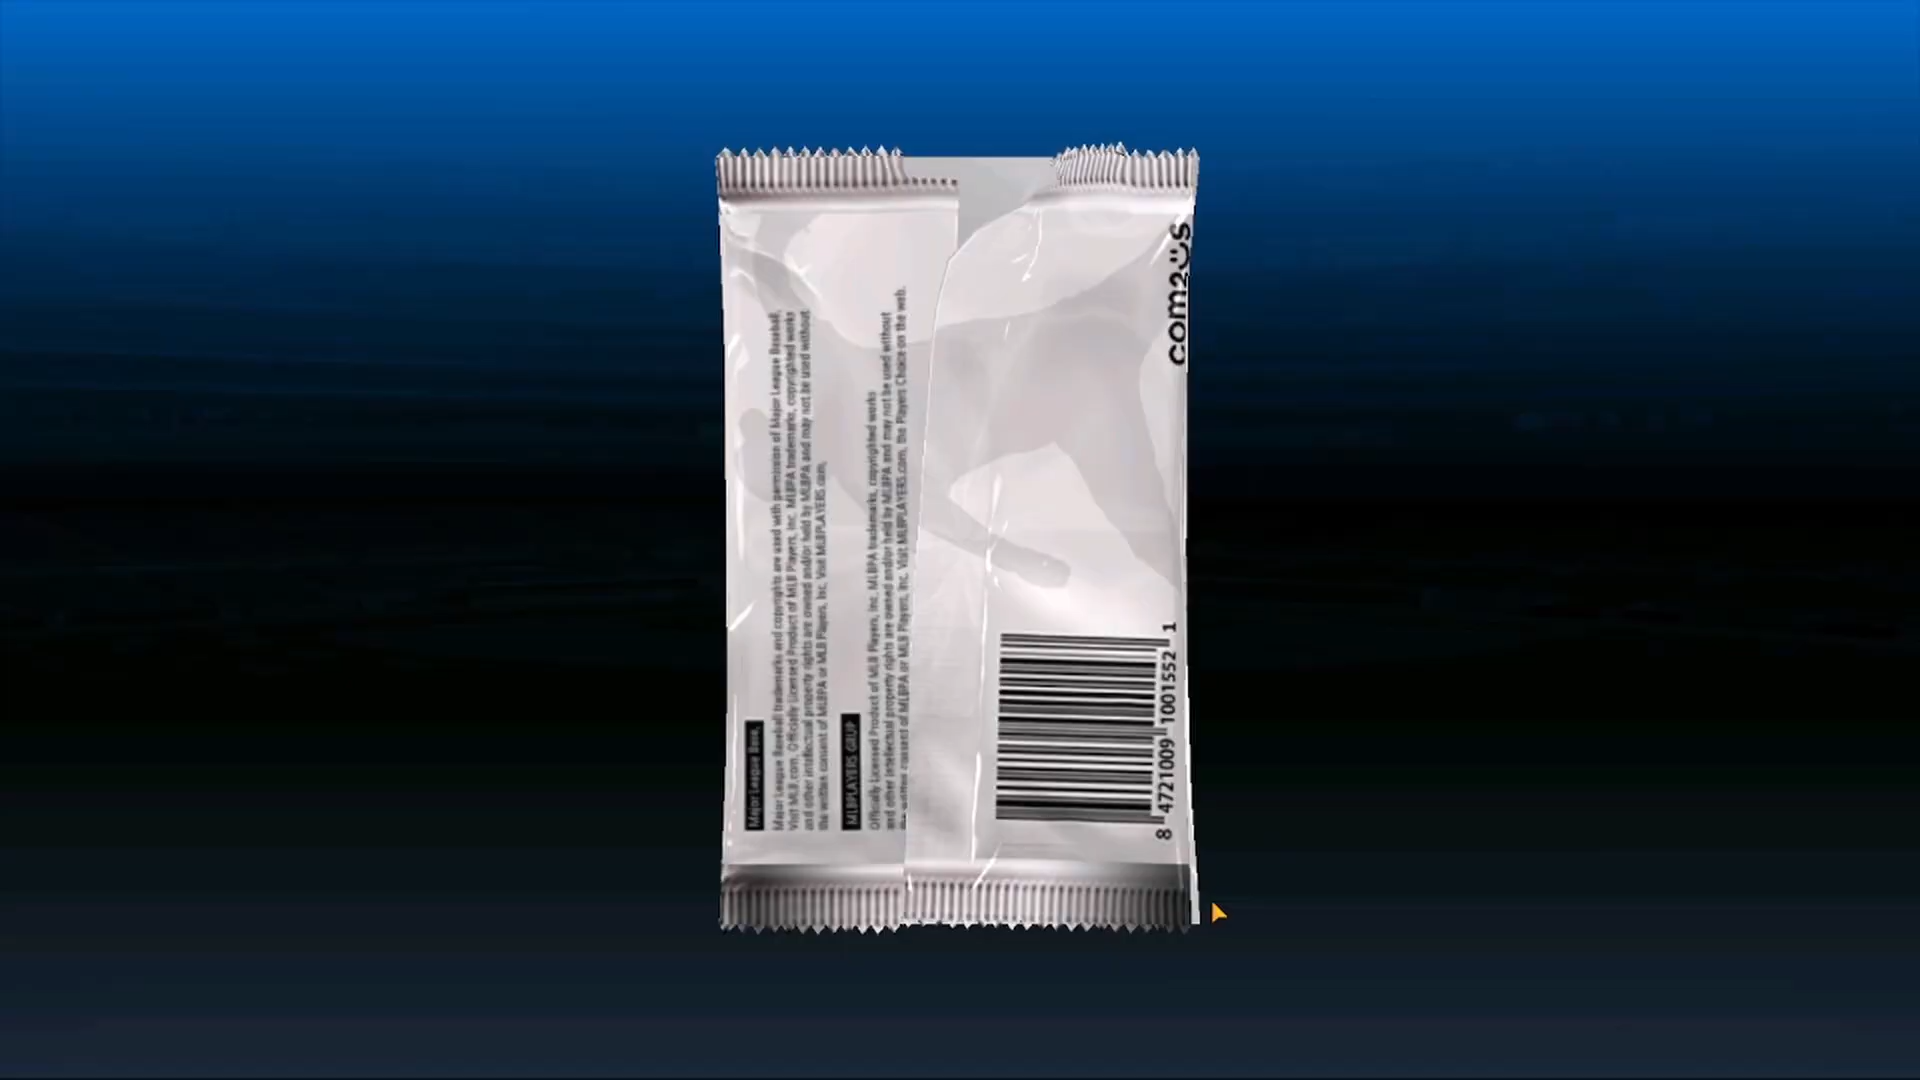 Major League Base,
Major League Baseball trademarks and copyrights are used with permission of Major League Baseball.
Visit MLB.com. Officially Licensed Product of MLB Players, Inc. MLBPA trademarks, copyrighted works
and other intellectual property rights are owned and/or held by MLBPA and may not be used without
the written consent of MLBPA or MLB Players, Inc. Visit MLBPLAYERS.com,
MLBPLAYERS GRUP
Officially Licensed Product of MLB Players, Inc. MLBPA trademarks, copyrighted works
and other intellectual property rights are owned and/or held by MLBPA and may not be used without
the written consent of MLBPA or MLB Players, Inc. Visit MLBPLAYERS.com, the Players Choice on the web.
com2us
8 4721009 1001552 1